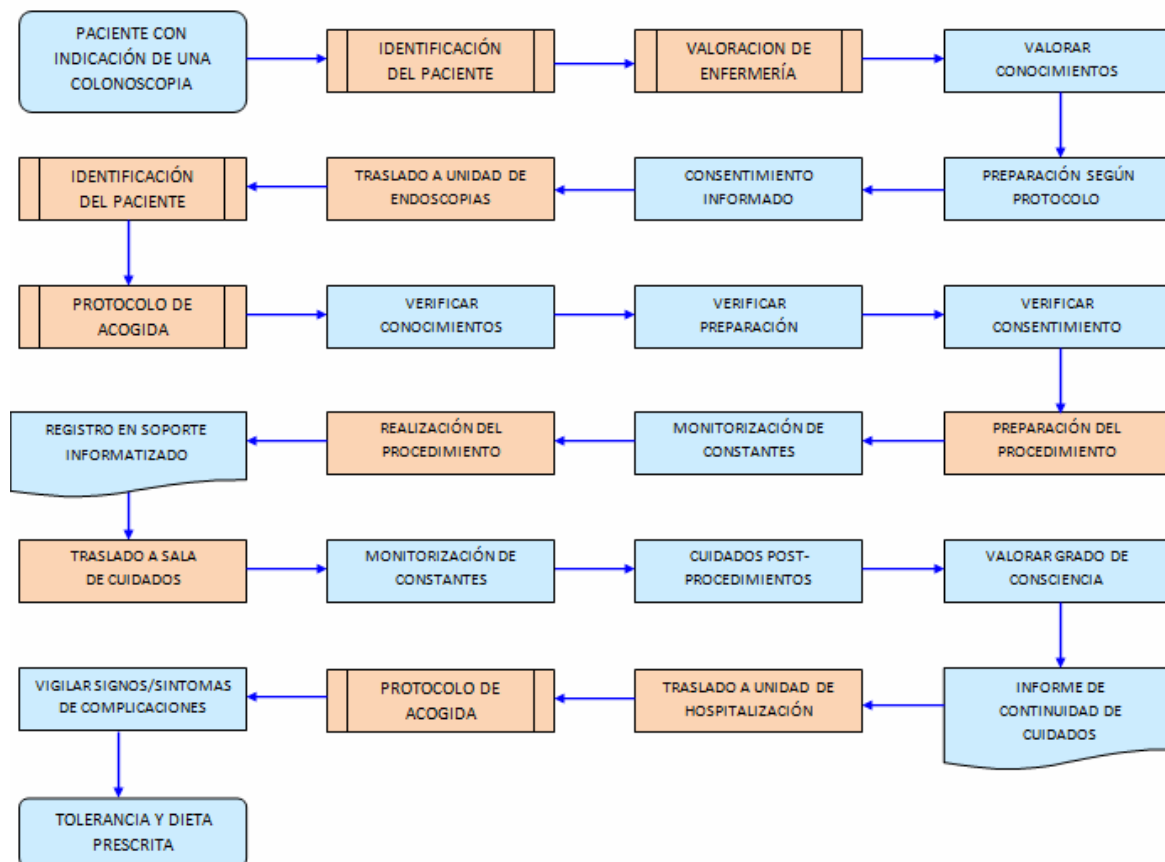 PACIENTE CON
INDICACIÓN DE UNA
COLONOSCOPIA
IDENTIFICACIÓN
DEL PACIENTE
VALORACION DE
ENFERMERÍA
VALORAR
CONOCIMIENTOS
PREPARACIÓN SEGÚN
PROTOCOLO
CONSENTIMIENTO
INFORMADO
TRASLADO A UNIDAD DE
ENDOSCOPIAS
IDENTIFICACIÓN
DEL PACIENTE
PROTOCOLO DE
ACOGIDA
VERIFICAR
CONOCIMIENTOS
VERIFICAR
PREPARACIÓN
VERIFICAR
CONSENTIMIENTO
PREPARACIÓN DEL
PROCEDIMIENTO
MONITORIZACIÓN DE
CONSTANTES
REALIZACIÓN DEL
PROCEDIMIENTO
REGISTRO EN SOPORTE
INFORMATIZADO
TRASLADO A SALA
DE CUIDADOS
MONITORIZACIÓN DE
CONSTANTES
CUIDADOS POST-
PROCEDIMIENTOS
VALORAR GRADO DE
CONSCIENCIA
INFORME DE
CONTINUIDAD DE
CUIDADOS
TRASLADO A UNIDAD DE
HOSPITALIZACIÓN
PROTOCOLO DE
ACOGIDA
VIGILAR SIGNOS/SINTOMAS
DE COMPLICACIONES
TOLERANCIA Y DIETA
PRESCRITA